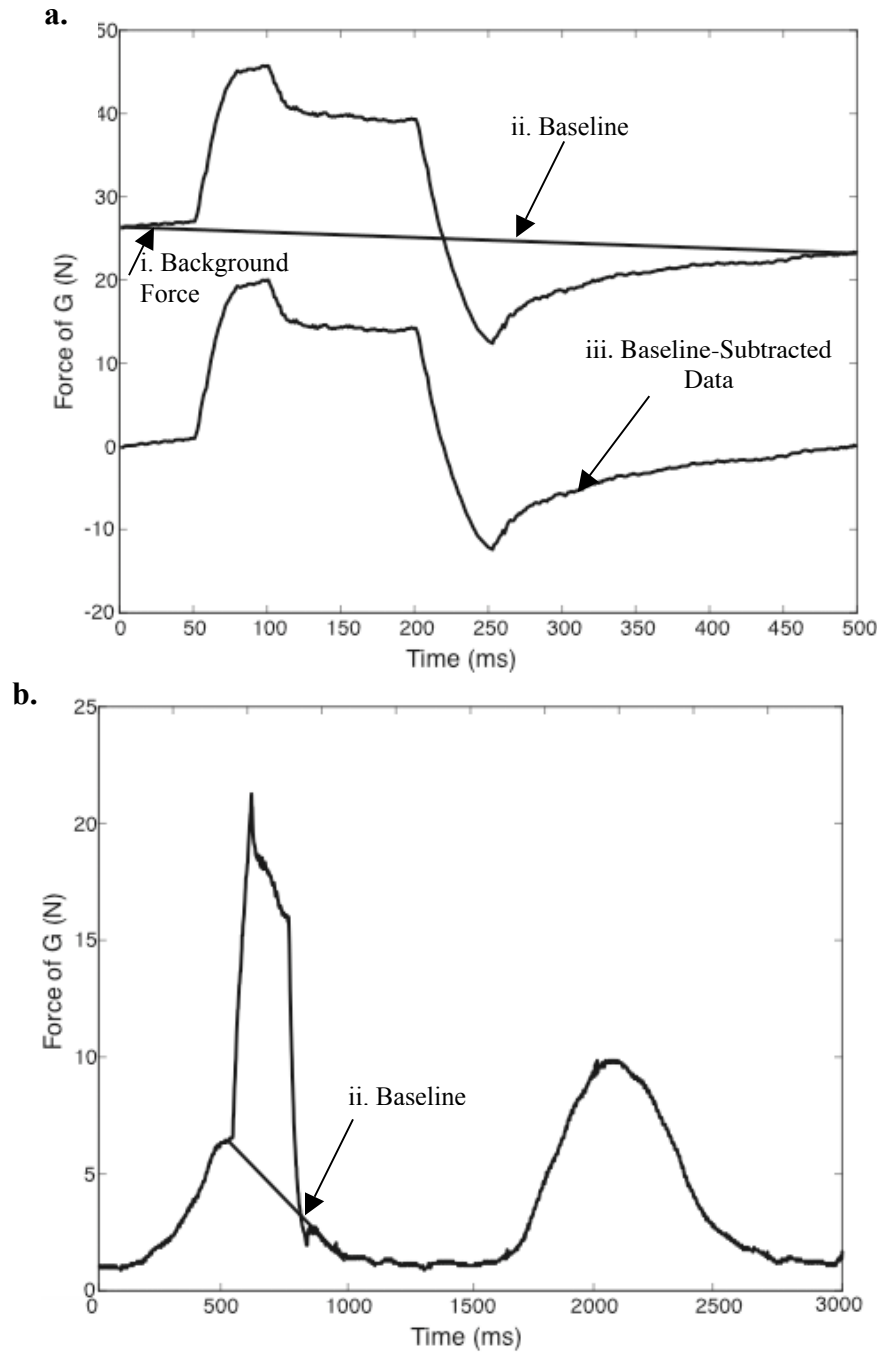 a.
50
40
30
20
10
0
-10
-20
Force of G (N)
ii. Baseline
i. Background
Force
iii. Baseline-Subtracted
Data
0 50 100 150 200 250 300 350 400 450 500
Time (ms)
b.
25
20
15
10
5
0
Force of G (N)
ii. Baseline
0 500 1000 1500 2000 2500 3000
Time (ms)